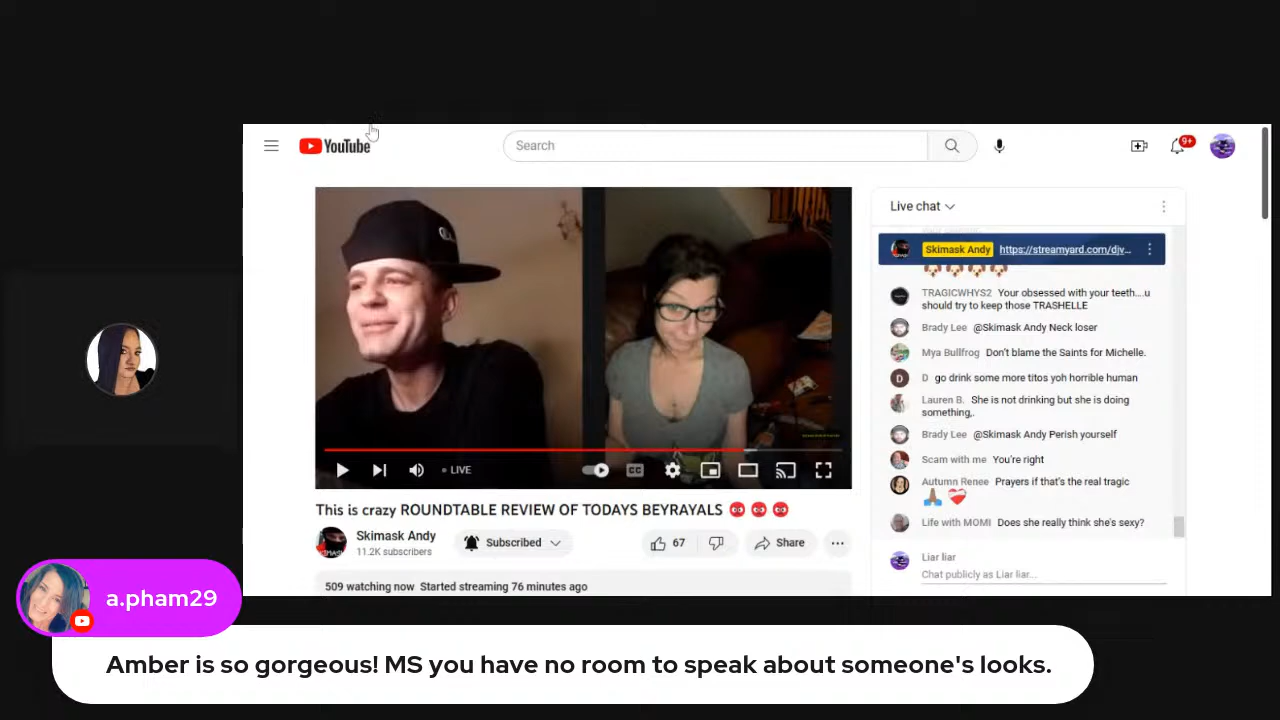 YouTube
Search
9+
Live chat
Skimask Andy https://streamyard.com/djv...
TRAGICWHYS2 Your obsessed with your teeth....u
should try to keep those TRASHELLE
Brady Lee @Skimask Andy Neck loser
Mya Bullfrog Don't blame the Saints for Michelle.
D D go drink some more titos yoh horrible human
Lauren B. She is not drinking but she is doing
something,.
Brady Lee @Skimask Andy Perish yourself
Scam with me You're right
Autumn Renee Prayers if that's the real tragic
Life with MOMI Does she really think she's sexy?
Liar liar
Chat publicly as Liar liar...
LIVE
CC
This is crazy ROUNDTABLE REVIEW OF TODAYS BEYRAYALS
Skimask Andy
11.2K subscribers
Subscribed
67
Share
509 watching now Started streaming 76 minutes ago
a.pham29
Amber is so gorgeous! MS you have no room to speak about someone's looks.